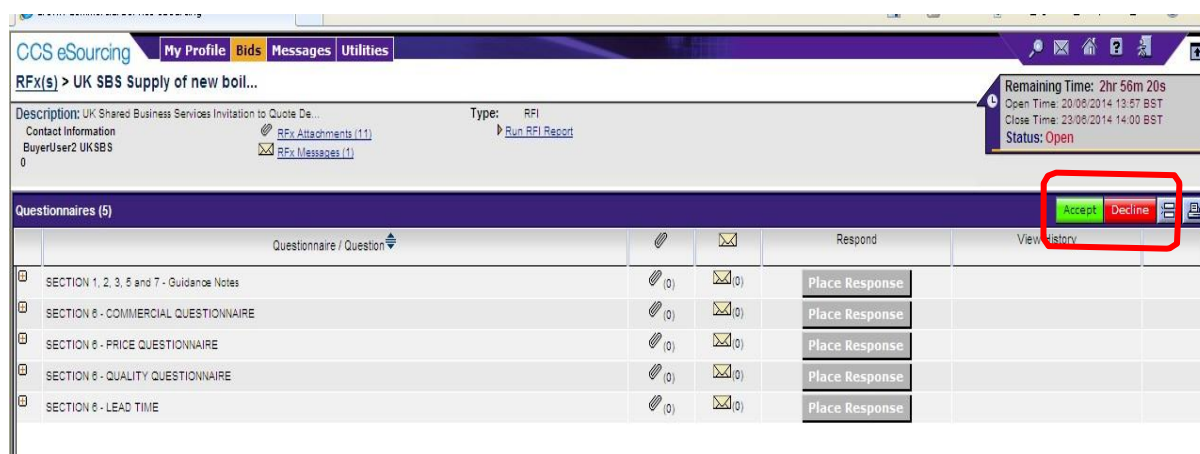 CCS eSourcing My Profile Bids Messages Utilities
RFx(s) > UK SBS Supply of new boil...
Remaining Time: 2hr 56m 20s
Open Time: 20/06/2014 13:57 BST
Close Time: 23/06/2014 14:00 BST
Status: Open
Description: UK Shared Business Services Invitation to Quote De...
Type: RFI
Contact Information
RFx Attachments (11)
Run RFI Report
BuyerUser2 UKSBS
RFx Messages (1)
0
Questionnaires (5) Accept Decline
Questionnaire / Question Respond View History
SECTION 1, 2, 3, 5 and 7 - Guidance Notes (0) (0) Place Response
SECTION 6 - COMMERCIAL QUESTIONNAIRE (0) (0) Place Response
SECTION 6 - PRICE QUESTIONNAIRE (0) (0) Place Response
SECTION 6 - QUALITY QUESTIONNAIRE (0) (0) Place Response
SECTION 6 - LEAD TIME (0) (0) Place Response